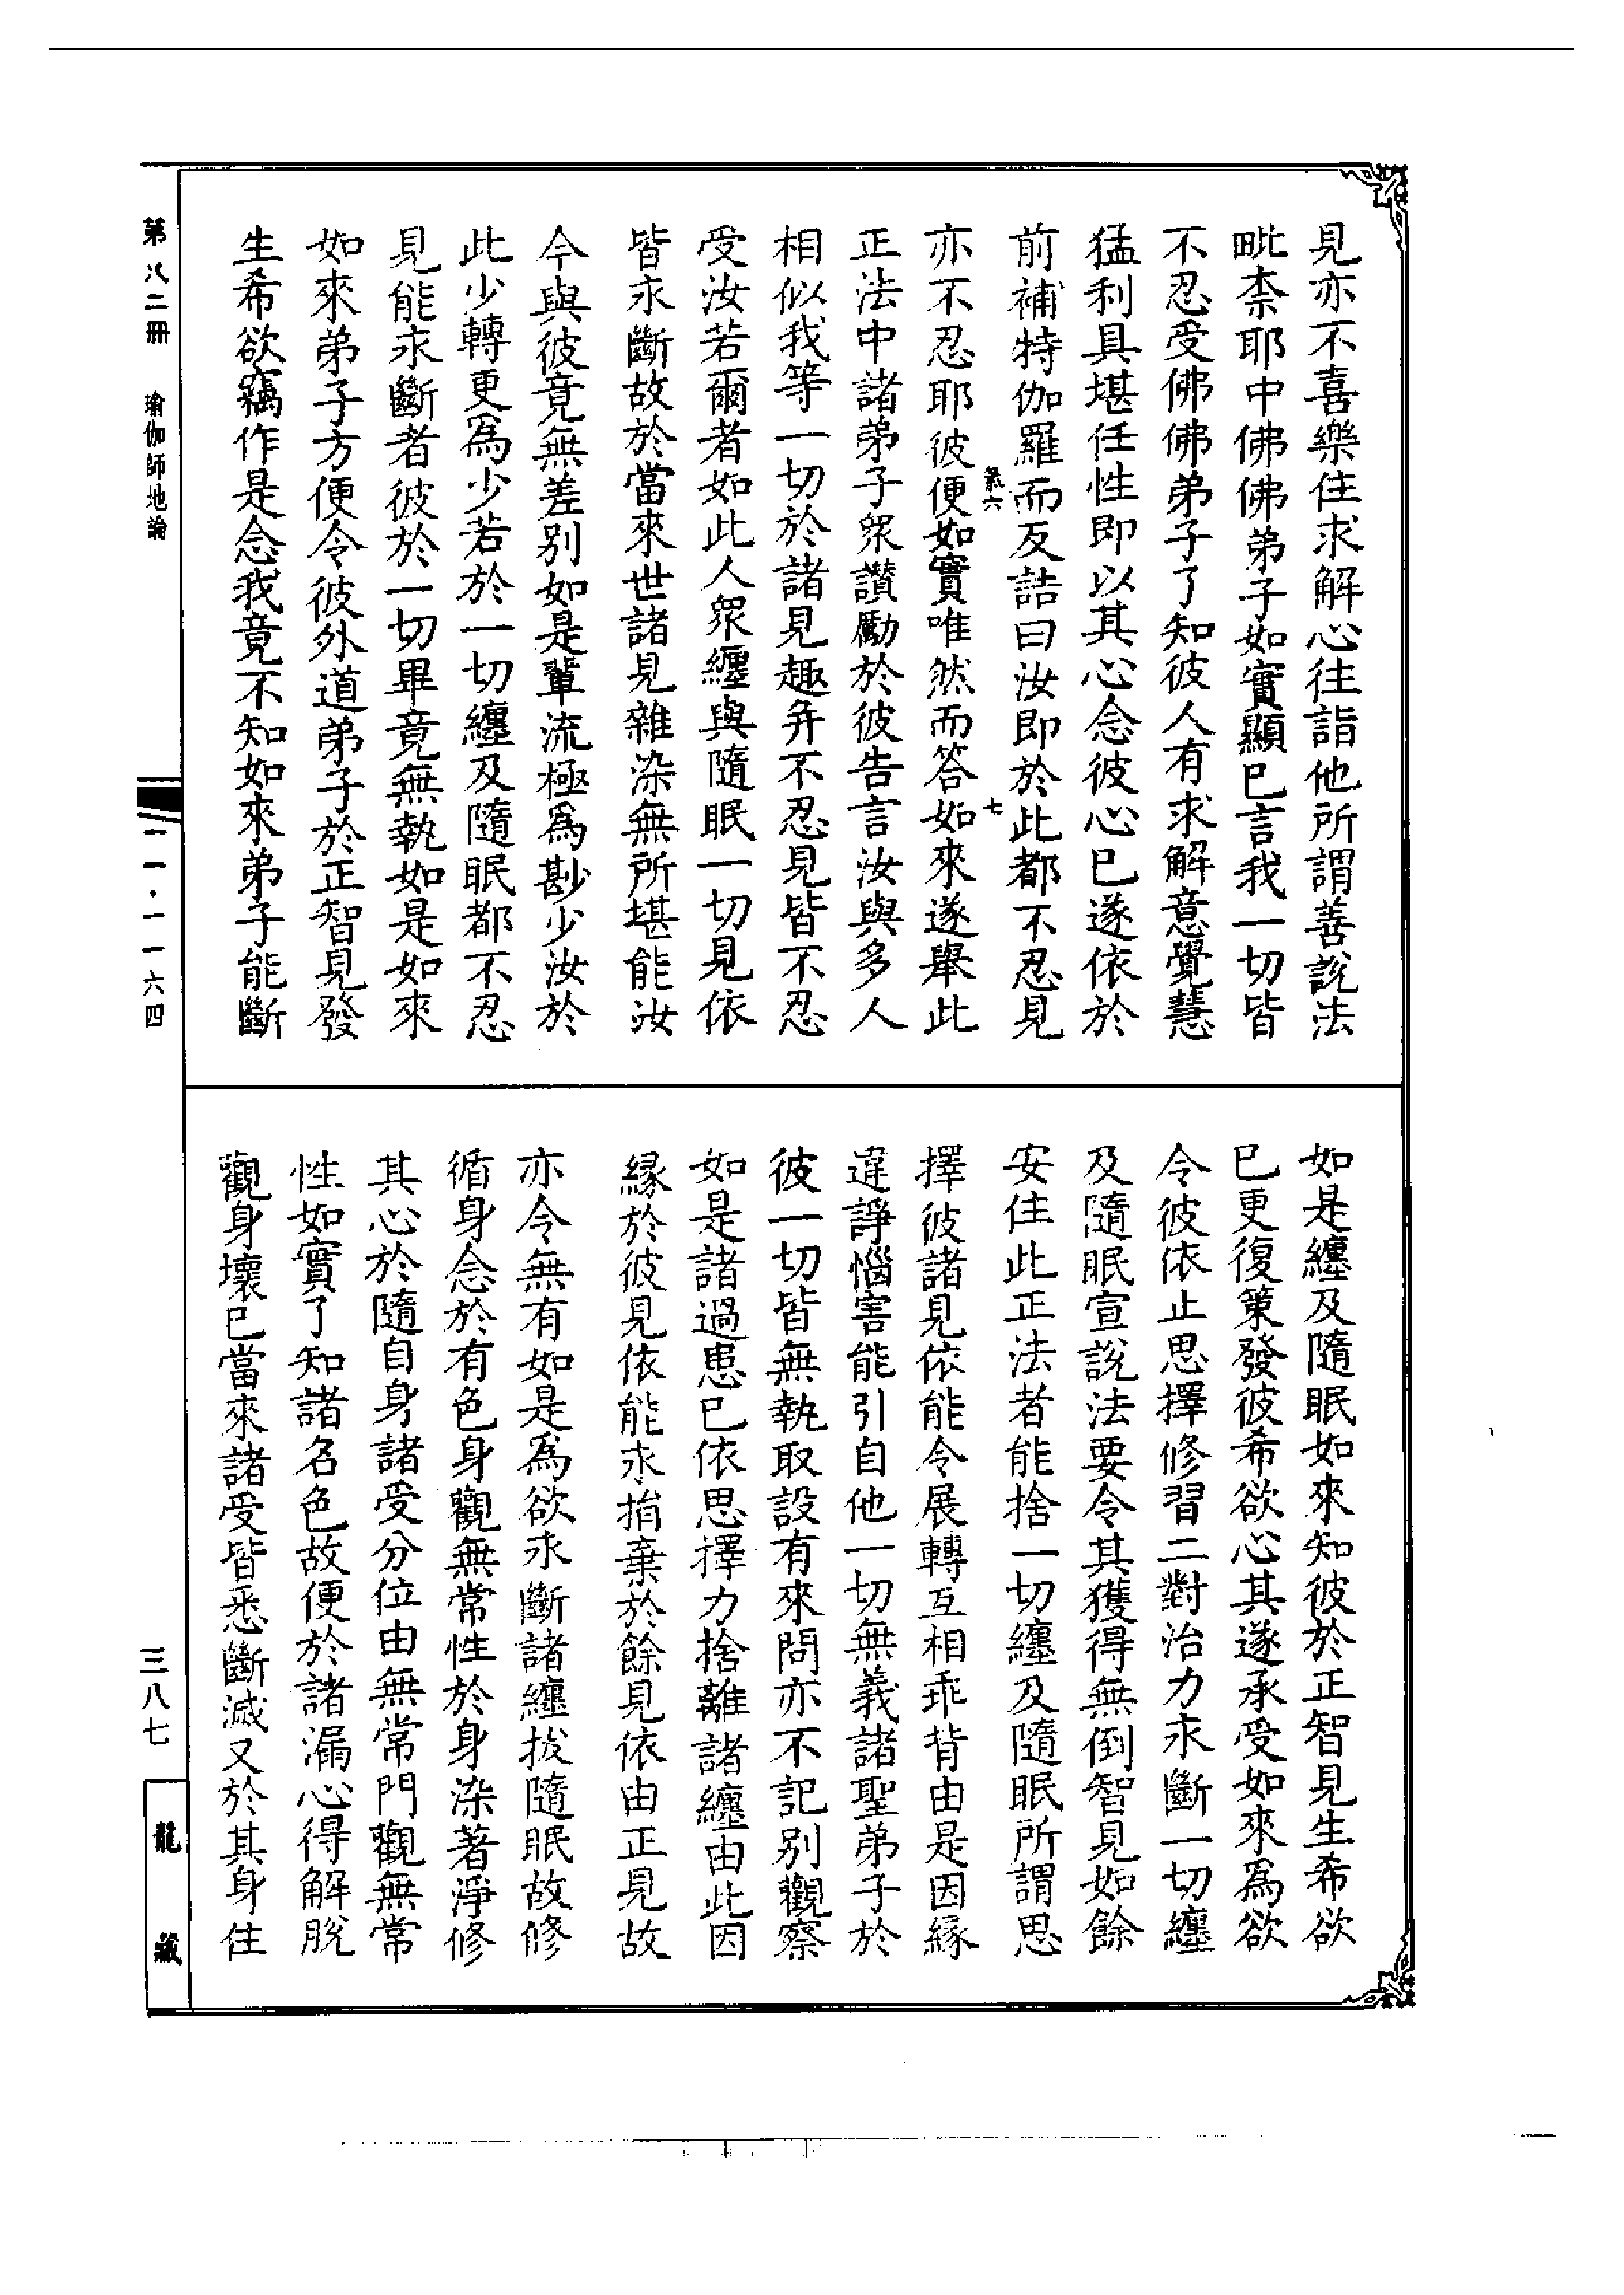 見亦不喜樂住求解心往詣他所謂善說法
毗柰耶中佛佛弟子如實顯已言我一切皆
不忍受佛佛弟子了知彼人有求解意覺慧
猛利具堪任性即以其心念彼心已遂依於
前補特伽羅而反詰曰汝即於此都不忍見
氣六
七
亦不忍耶彼便如實唯然而答如來遂舉此
正法中諸弟子眾讚勵於彼告言汝與多人
相似我等一切於諸見趣并不忍見皆不忍
受汝若爾者如此人眾纏與隨眠一切見依
皆永斷故於當來世諸見雜染無所堪能汝
今與彼竟無差別如是輩流極為尠少汝於
此少轉更為少若於一切纏及隨眠都不忍
見能永斷者彼於一切畢竟無執如是如來
如來弟子方便令彼外道弟子於正智見發
生希欲竊作是念我竟不知如來弟子能斷
如是纏及隨眠如來知彼於正智見生希欲
已更復策發彼希欲心其遂承受如來為欲
令彼依止思擇修習二對治力永斷一切纏
及隨眠宣說法要令其獲得無倒智見如餘
安住此正法者能捨一切纏及隨眠所謂思
擇彼諸見依能令展轉互相乖背由是因緣
違諍惱害能引自他一切無義諸聖弟子於
彼一切皆無執取設有來問亦不記別觀察
如是諸過患已依思擇力捨離諸纏由此因
緣於彼見依能永捐棄於餘見依由正見故
亦令無有如是為欲永斷諸纏拔隨眠故修
循身念於有色身觀無常性於身染著淨修
其心於隨自身諸受分位由無常門觀無常
性如實了知諸名色故便於諸漏心得解脫
觀身壞已當來諸受皆悉斷滅又於其身住
第八二冊 瑜伽師地論
一一·一一六四
三八七
龍藏